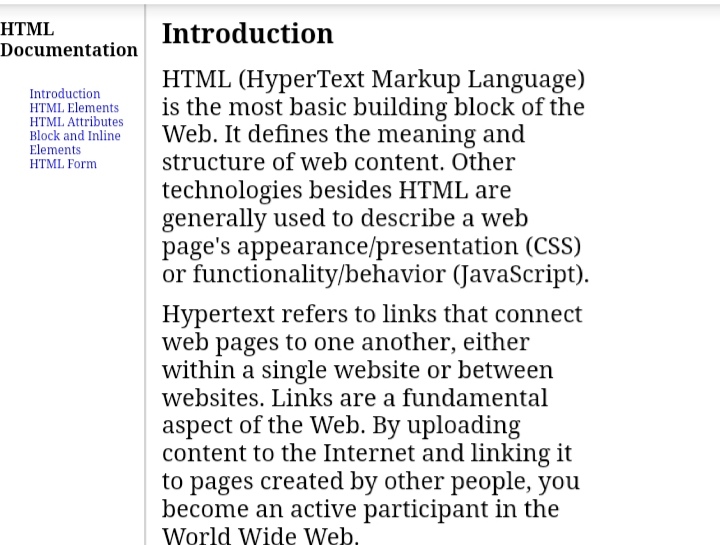 HTML
Documentation
Introduction
HTML Elements
HTML Attributes
Block and Inline
Elements
HTML Form
Introduction
HTML (HyperText Markup Language)
is the most basic building block of the
Web. It defines the meaning and
structure of web content. Other
technologies besides HTML are
generally used to describe a web
page's appearance/presentation (CSS)
or functionality/behavior (JavaScript).
Hypertext refers to links that connect
web pages to one another, either
within a single website or between
websites. Links are a fundamental
aspect of the Web. By uploading
content to the Internet and linking it
to pages created by other people, you
become an active participant in the
World Wide Web.